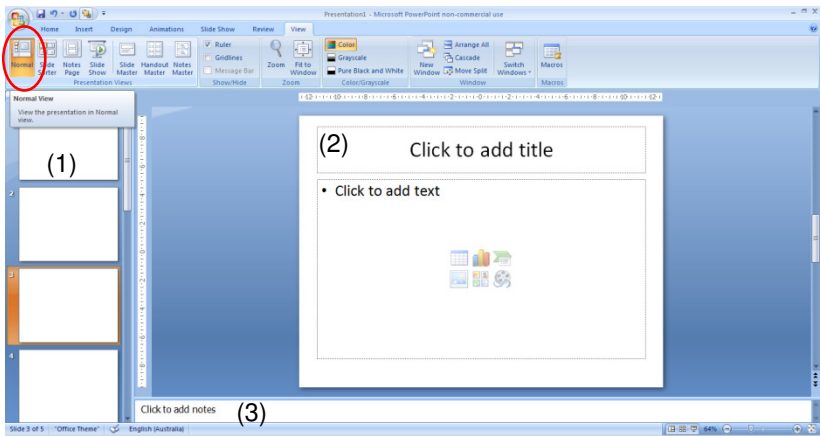 Presentation1 - Microsoft PowerPoint non-commercial use
Home Insert Design Animations Slide Show Review View
Normal Slide Sorter Notes Page Slide Show Slide Master Handout Master Notes Master
Presentation Views
Ruler
Gridlines
Message Bar
Show/Hide
Zoom Fit to Window
Zoom
Color
Grayscale
Pure Black and White
Color/Grayscale
New Window
Arrange All
Cascade
Move Split
Switch Windows
Window
Macros
Macros
Normal View
View the presentation in Normal
view.
(1)
2
3
4
(2)
Click to add title
• Click to add text
Click to add notes
(3)
Slide 3 of 5 "Office Theme" English (Australia) 64%